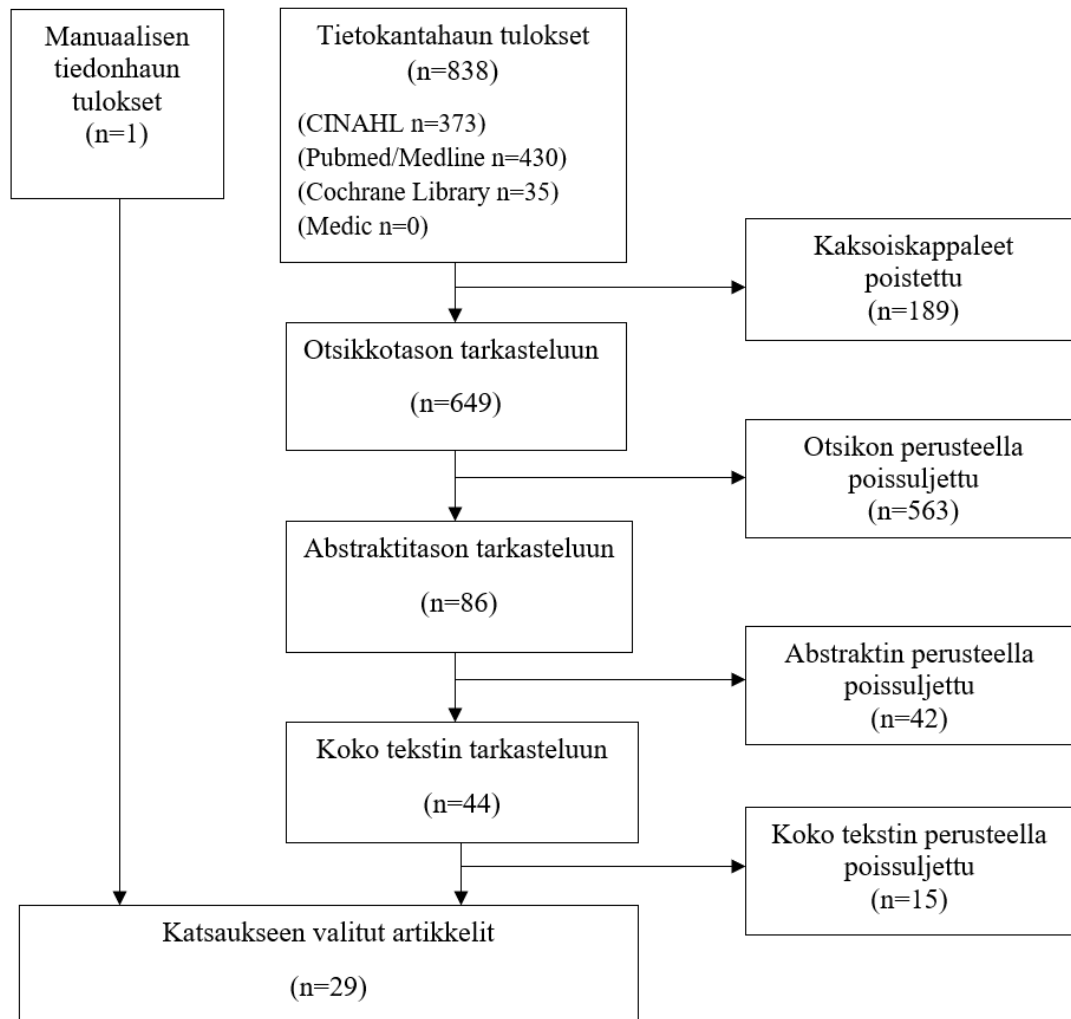 Manuaalisen
tiedonhaun
tulokset
(n=1)
Tietokantahaun tulokset
(n=838)
(CINAHL n=373)
(Pubmed/Medline n=430)
(Cochrane Library n=35)
(Medic n=0)
Kaksoiskappaleet
poistettu
(n=189)
Otsikkotason tarkasteluun
(n=649)
Otsikon perusteella
poissuljettu
(n=563)
Abstraktitason tarkasteluun
(n=86)
Abstraktin perusteella
poissuljettu
(n=42)
Koko tekstin tarkasteluun
(n=44)
Koko tekstin perusteella
poissuljettu
(n=15)
Katsaukseen valitut artikkelit
(n=29)